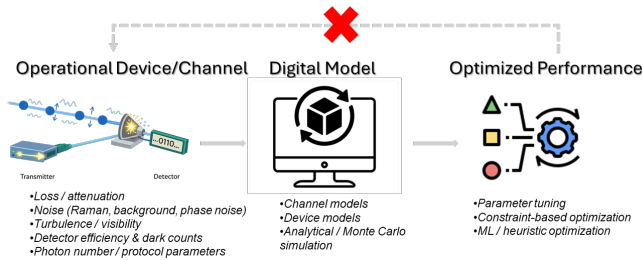 Operational Device/Channel
Digital Model
Optimized Performance
...0110...
Transmitter
Detector
•Loss / attenuation
•Noise (Raman, background, phase noise)
•Turbulence / visibility
•Detector efficiency & dark counts
•Photon number / protocol parameters
•Channel models
•Device models
•Analytical / Monte Carlo
simulation
•Parameter tuning
•Constraint-based optimization
•ML / heuristic optimization